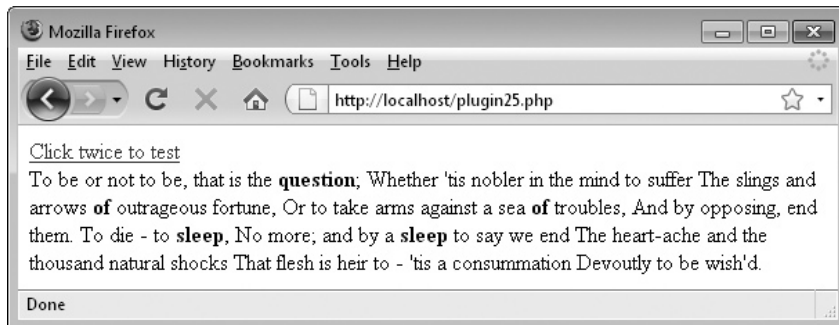 Mozilla Firefox
File Edit View History Bookmarks Tools Help
http://localhost/plugin25.php
Click twice to test
To be or not to be, that is the question; Whether 'tis nobler in the mind to suffer The slings and
arrows of outrageous fortune, Or to take arms against a sea of troubles, And by opposing, end
them. To die - to sleep, No more; and by a sleep to say we end The heart-ache and the
thousand natural shocks That flesh is heir to - 'tis a consummation Devoutly to be wish'd.
Done